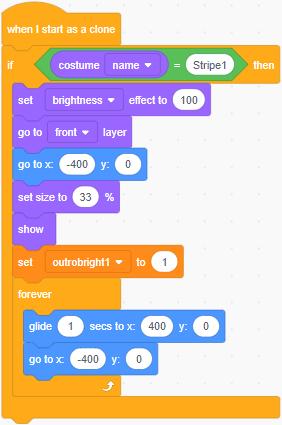 when I start as a clone
if costume name = Stripe1 then
set brightness effect to 100
go to front layer
go to x: -400 y: 0
set size to 33 %
show
set outrobright1 to 1
forever
glide 1 secs to x: 400 y: 0
go to x: -400 y: 0